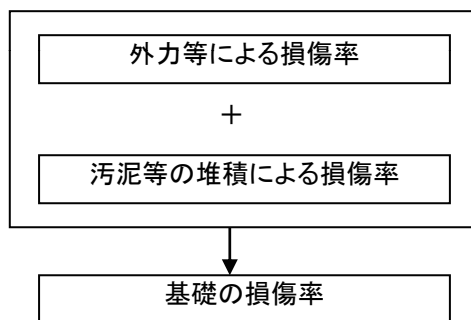 外力等による損傷率
＋
汚泥等の堆積による損傷率
基礎の損傷率